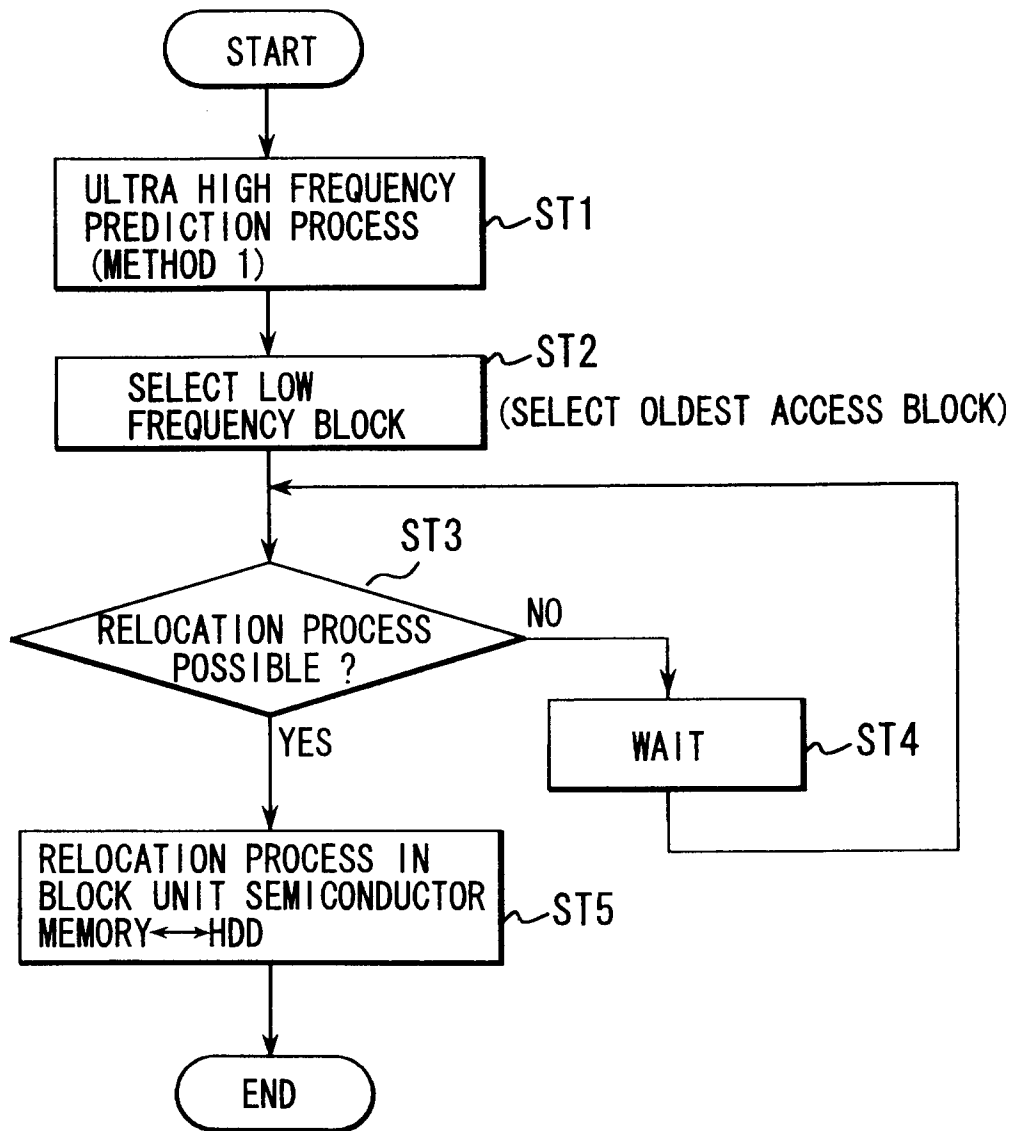 START
ULTRA HIGH FREQUENCY
PREDICTION PROCESS
(METHOD 1)
ST1
ST2
SELECT LOW
FREQUENCY BLOCK
(SELECT OLDEST ACCESS BLOCK)
ST3
RELOCATION PROCESS
POSSIBLE ?
NO
YES
WAIT
ST4
RELOCATION PROCESS IN
BLOCK UNIT SEMICONDUCTOR
MEMORY↔HDD
ST5
END